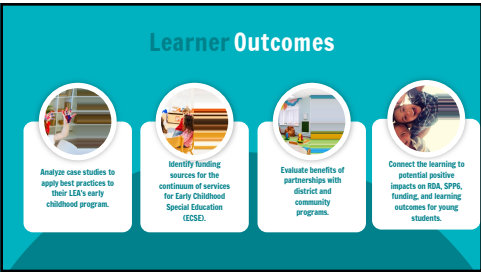 Learner Outcomes
Analyze case studies to
apply best practices to
their LEA's early
childhood program.
Identify funding
sources for the
continuum of services
for Early Childhood
Special Education
(ECSE).
Evaluate benefits of
partnerships with
district and
community
programs.
Connect the learning to
potential positive
impacts on RDA, SPP6,
funding, and learning
outcomes for young
students.